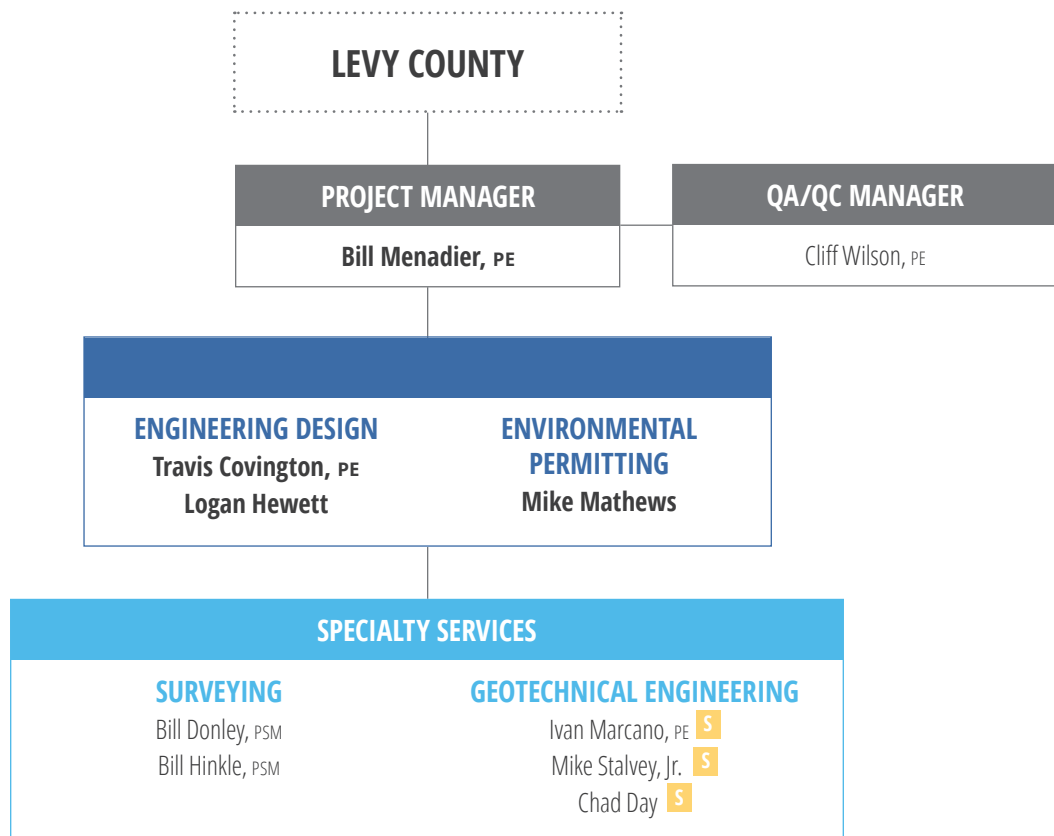 LEVY COUNTY
PROJECT MANAGER
Bill Menadier, PE
QA/QC MANAGER
Cliff Wilson, PE
ENGINEERING DESIGN
Travis Covington, PE
Logan Hewett
ENVIRONMENTAL
PERMITTING
Mike Mathews
SPECIALTY SERVICES
SURVEYING
Bill Donley, PSM
Bill Hinkle, PSM
GEOTECHNICAL ENGINEERING
Ivan Marcano, PE S
Mike Stalvey, Jr. S
Chad Day S